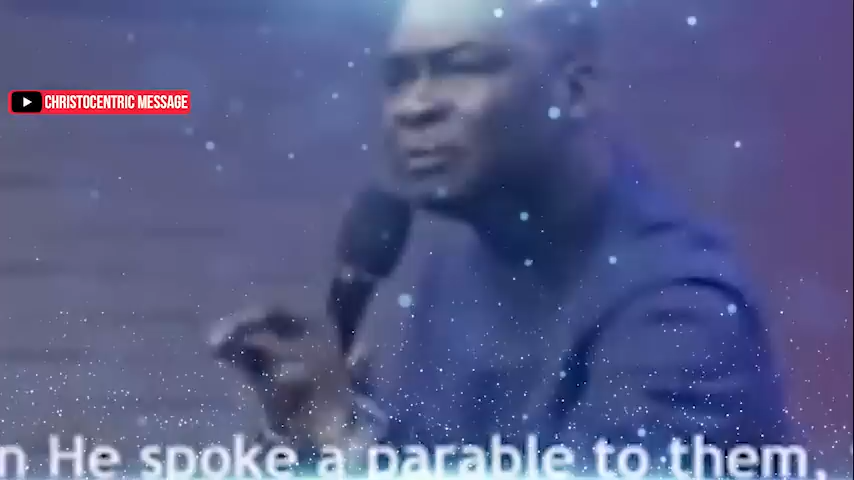 CHRISTOCENTRIC MESSAGE
He spoke a parable to them,